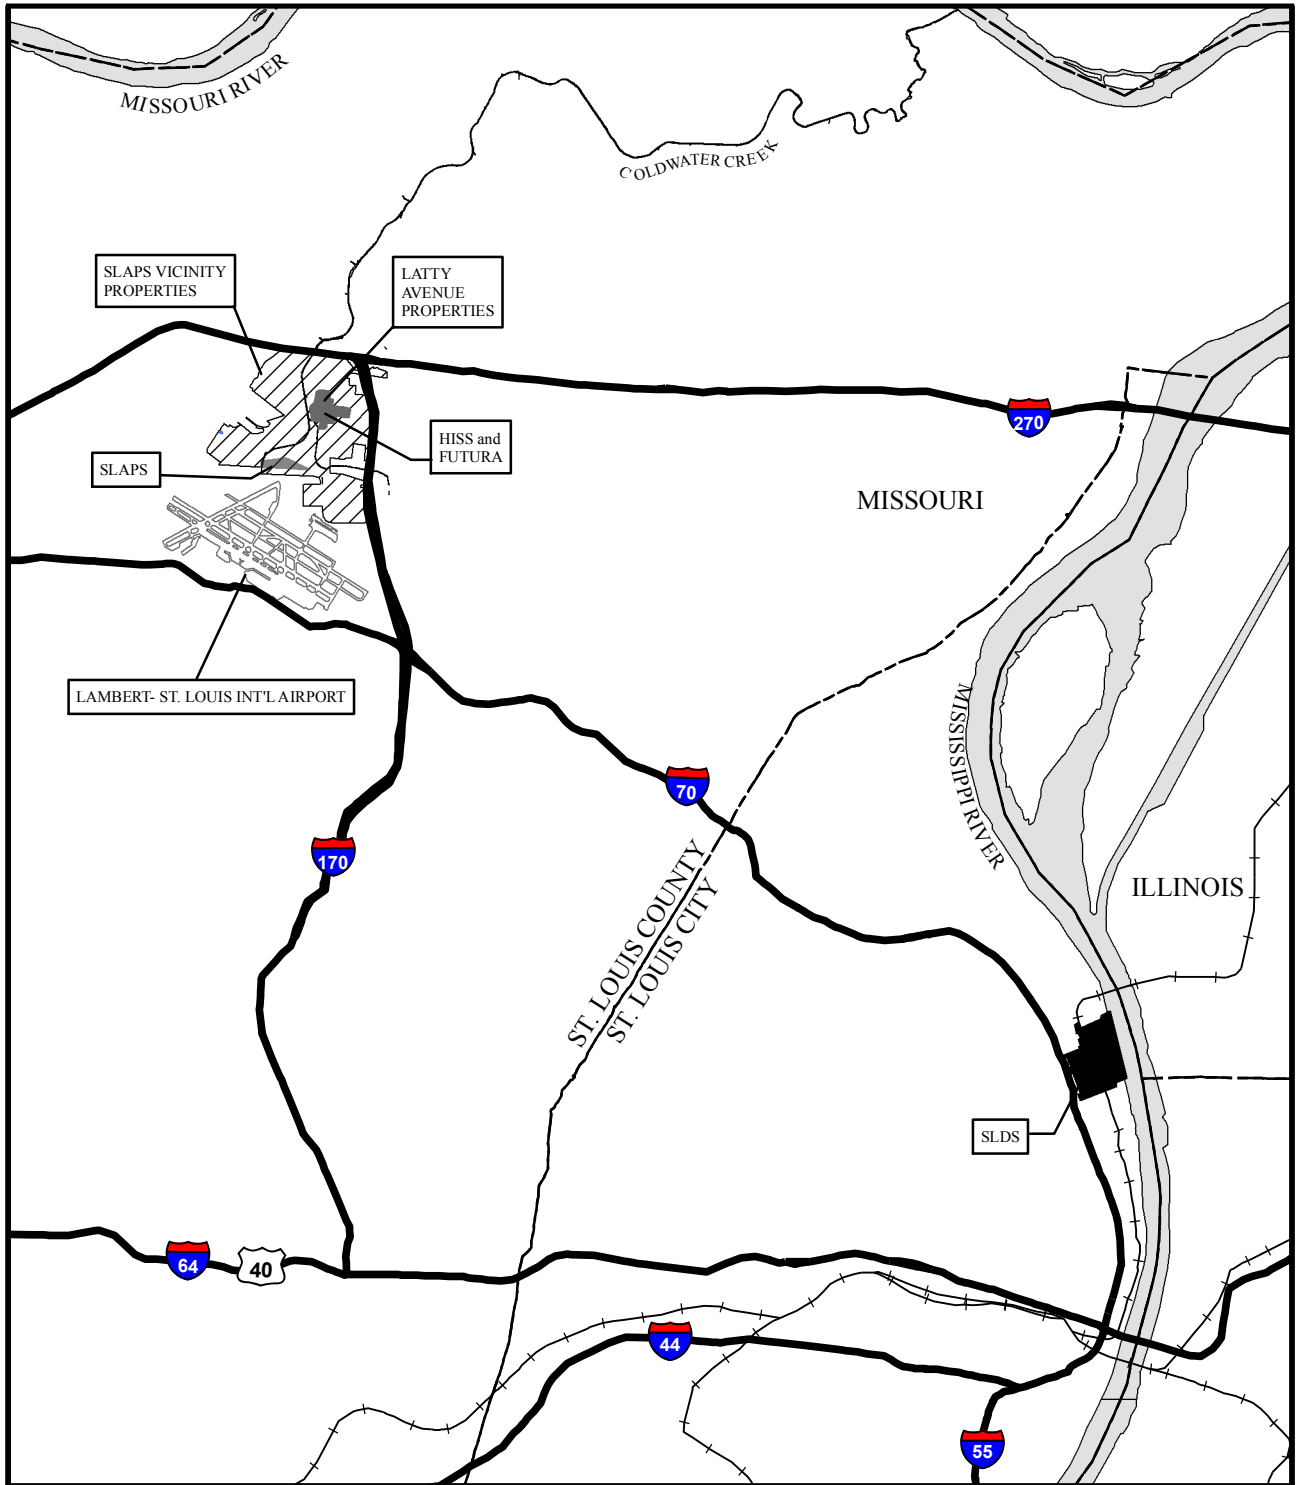 MISSOURI RIVER
COLDWATER CREEK
SLAPS VICINITY
PROPERTIES
LATTY
AVENUE
PROPERTIES
270
HISS and
FUTURA
SLAPS
MISSOURI
LAMBERT- ST. LOUIS INT'L AIRPORT
MISSISSIPPI RIVER
70
170
ST. LOUIS COUNTY
ST. LOUIS CITY
ILLINOIS
SLDS
64
40
44
55